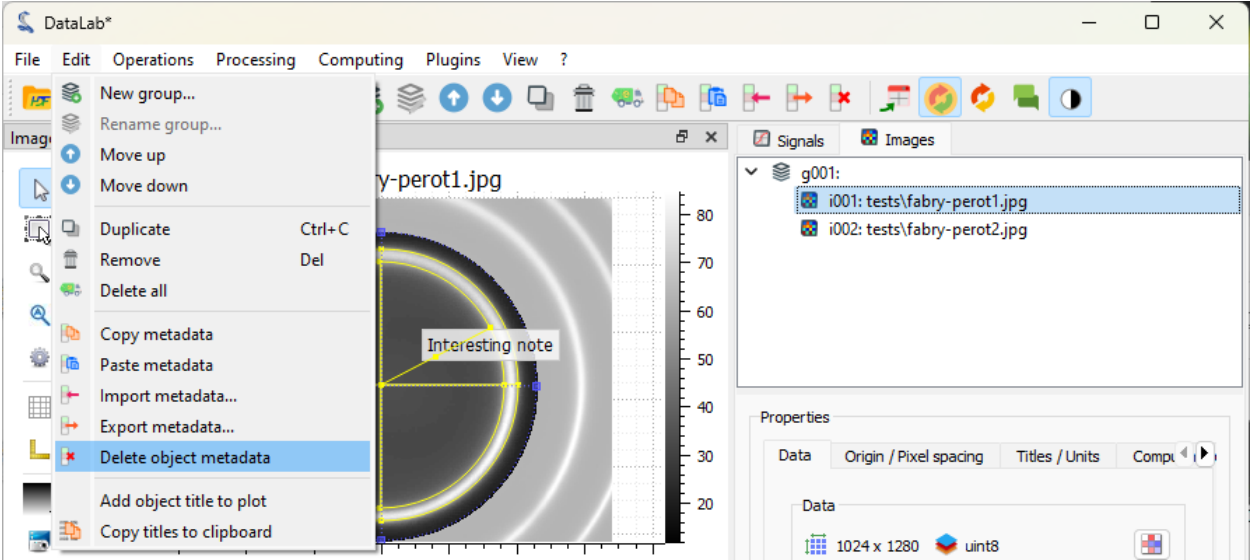 DataLab*
File Edit Operations Processing Computing Plugins View ?
New group...
Rename group...
Move up
Move down
Duplicate Ctrl+C
Remove Del
Delete all
Copy metadata
Paste metadata
Import metadata...
Export metadata...
Delete object metadata
Add object title to plot
Copy titles to clipboard
HDF
y-perot1.jpg
Interesting note
80
70
60
50
40
30
20
Signals Images
g001:
i001: tests\fabry-perot1.jpg
i002: tests\fabry-perot2.jpg
Properties
Data Origin / Pixel spacing Titles / Units
Data
1024 x 1280 uint8